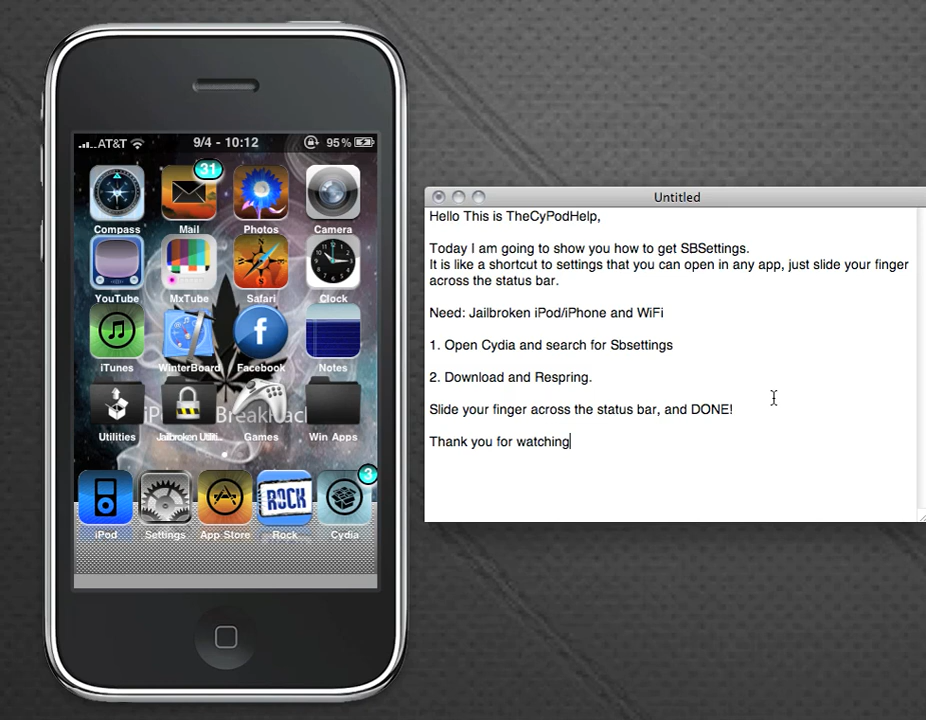 AT&T 9/4 - 10:12 95%
31
Compass Mail Photos Camera
YouTube MxTube Safari Clock
iTunes WinterBoard Facebook Notes
Utilities Jailbroken Utiliti... Games Win Apps
3
ROCK
iPod Settings App Store Rock Cydia
Untitled
Hello This is TheCyPodHelp,
Today I am going to show you how to get SBSettings.
It is like a shortcut to settings that you can open in any app, just slide your finger
across the status bar.
Need: Jailbroken iPod/iPhone and WiFi
1. Open Cydia and search for Sbsettings
2. Download and Respring.
Slide your finger across the status bar, and DONE!
Thank you for watching